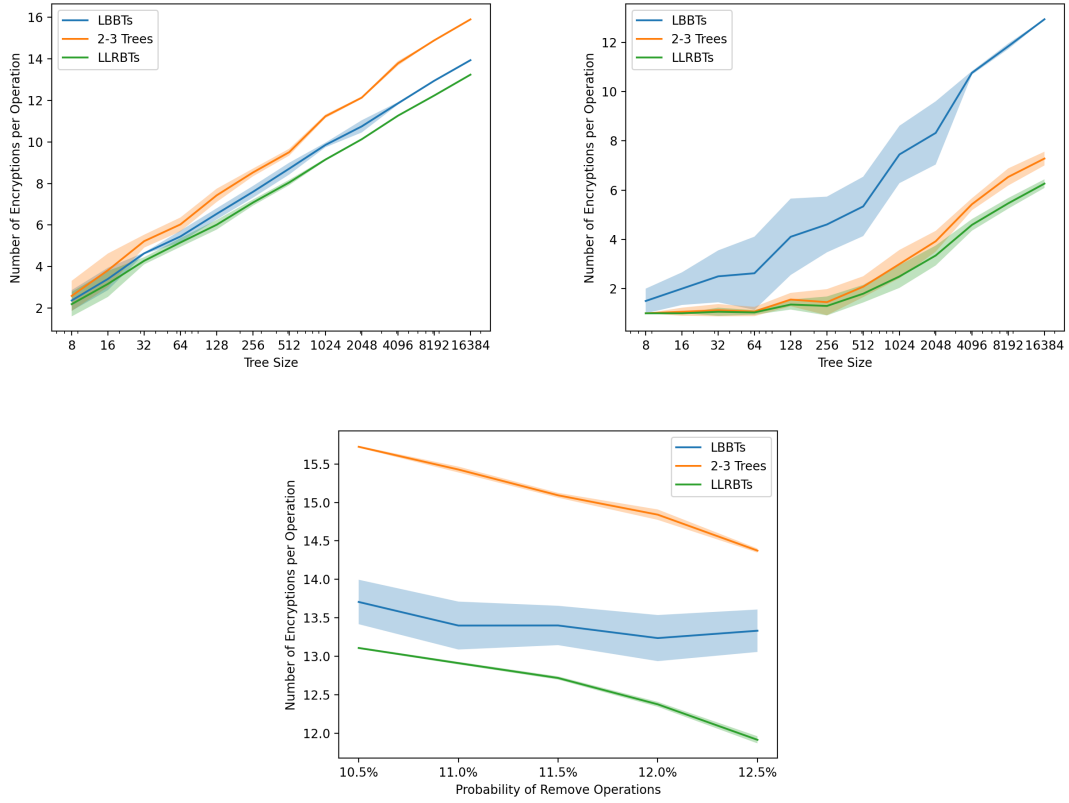 16
14
12
10
8
6
4
2
Number of Encryptions per Operation
LBBTs
2-3 Trees
LLRBTs
8 16 32 64 128 256 512 1024 2048 4096 8192 16384
Tree Size
12
10
8
6
4
2
Number of Encryptions per Operation
LBBTs
2-3 Trees
LLRBTs
8 16 32 64 128 256 512 1024 2048 4096 8192 16384
Tree Size
15.5
15.0
14.5
14.0
13.5
13.0
12.5
12.0
Number of Encryptions per Operation
LBBTs
2-3 Trees
LLRBTs
10.5% 11.0% 11.5% 12.0% 12.5%
Probability of Remove Operations